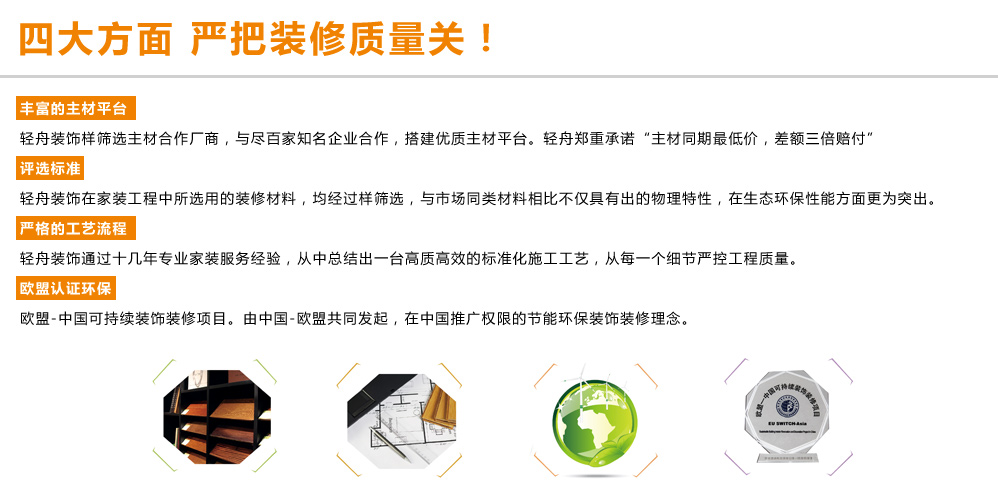 四大方面 严把装修质量关！
丰富的主材平台
轻舟装饰样筛选主材合作厂商，与尽百家知名企业合作，搭建优质主材平台。轻舟郑重承诺“主材同期最低价，差额三倍赔付”
评选标准
轻舟装饰在家装工程中所选用的装修材料，均经过样筛选，与市场同类材料相比不仅具有出的物理特性，在生态环保性能方面更为突出。
严格的工艺流程
轻舟装饰通过十几年专业家装服务经验，从中总结出一台高质高效的标准化施工工艺，从每一个细节严控工程质量。
欧盟认证环保
欧盟-中国可持续装饰装修项目。由中国-欧盟共同发起，在中国推广权限的节能环保装饰装修理念。
欧盟—中国可持续装饰装修项目
EU SWITCH-Asia